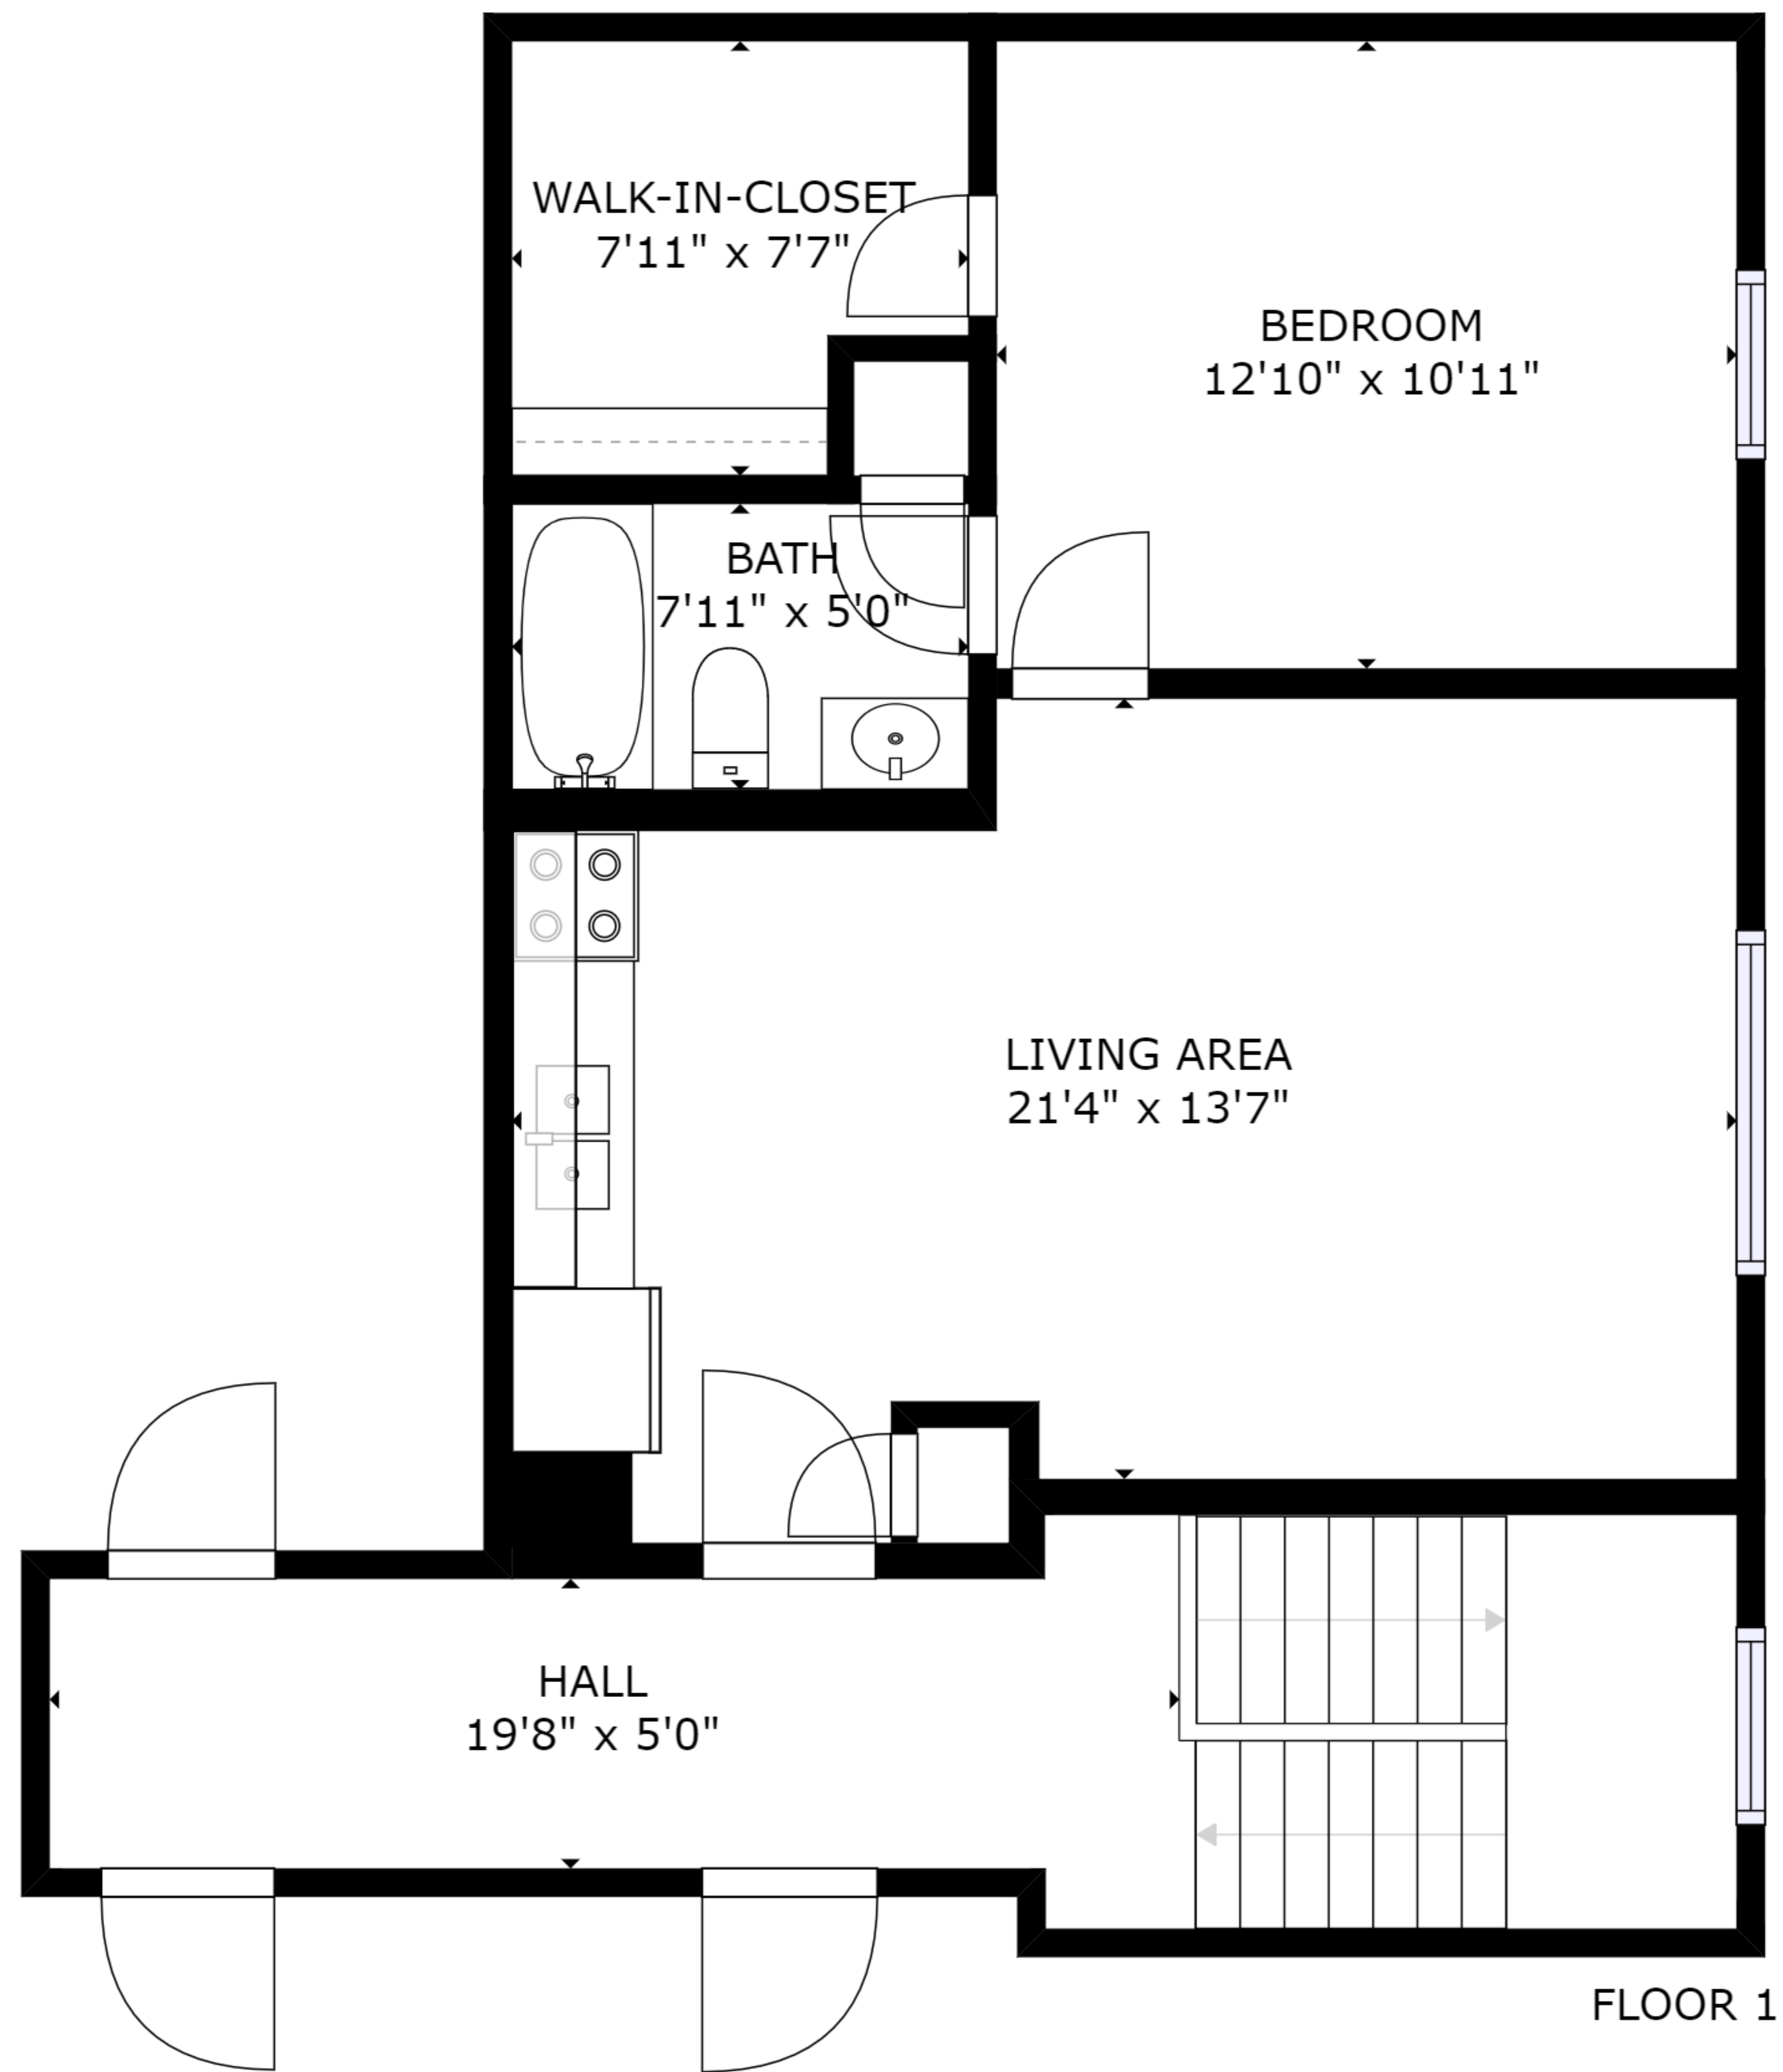 WALK-IN-CLOSET
7'11" x 7'7"
BEDROOM
12'10" x 10'11"
BATH
7'11" x 5'0"
LIVING AREA
21'4" x 13'7"
HALL
19'8" x 5'0"
FLOOR 1